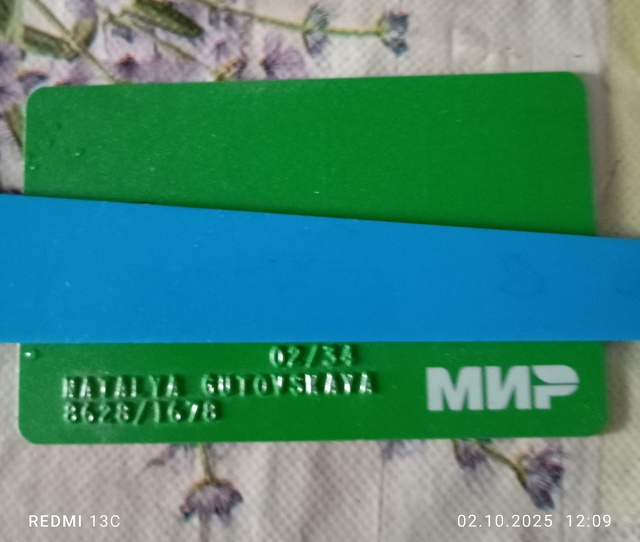 02/34
NATALYA GUTOVSKAYA
8628/1678
МИР
REDMI 13C
02.10.2025 12:09